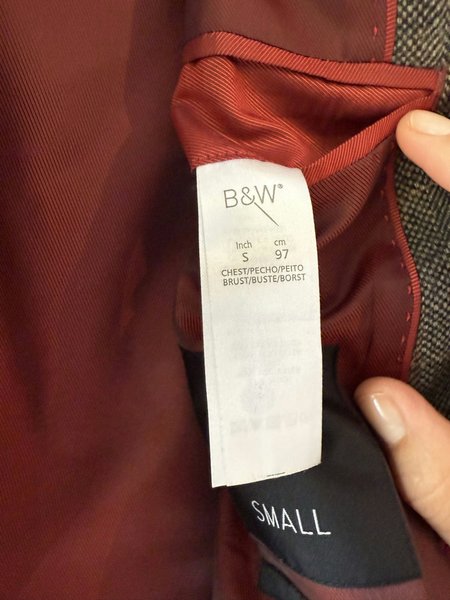 B&W®
Inch cm
S 97
CHEST/PECHO/PEITO
BRUST/BUSTE/BORST
SMALL